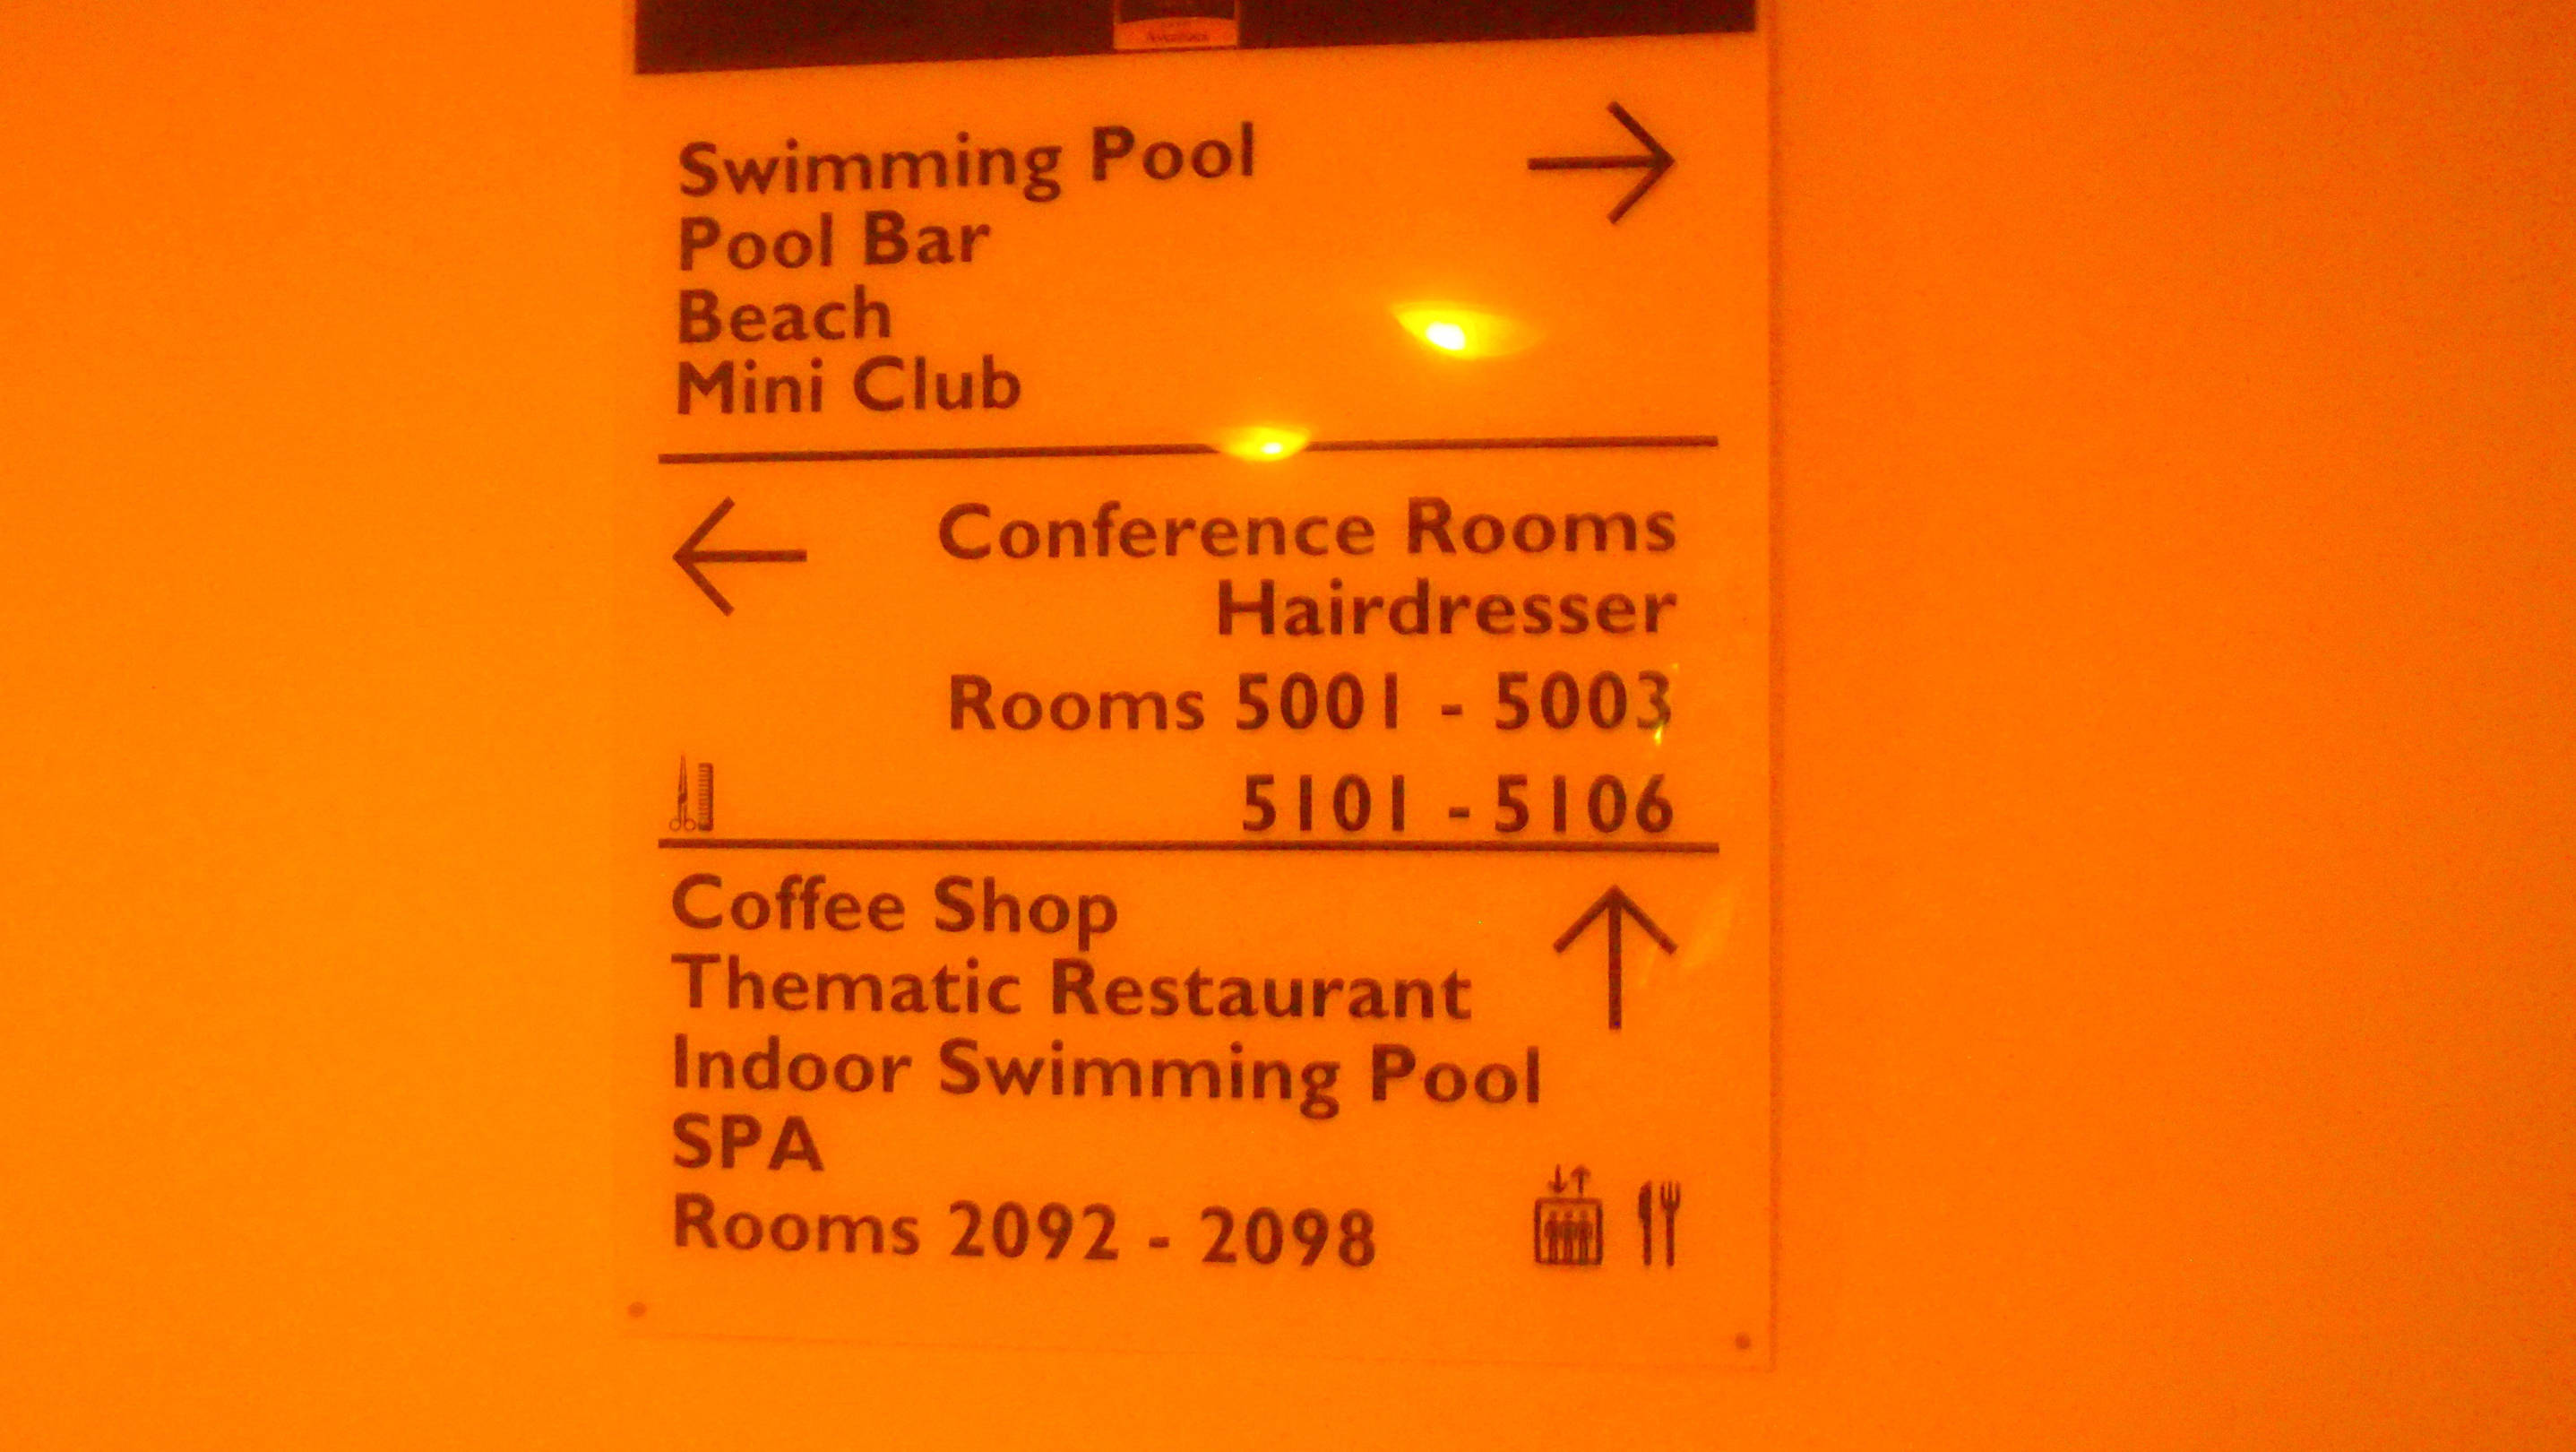 Swimming Pool
Pool Bar
Beach
Mini Club
Conference Rooms
Hairdresser
Rooms 5001 - 5003
5101 - 5106
Coffee Shop
Thematic Restaurant
Indoor Swimming Pool
SPA
Rooms 2092 - 2098